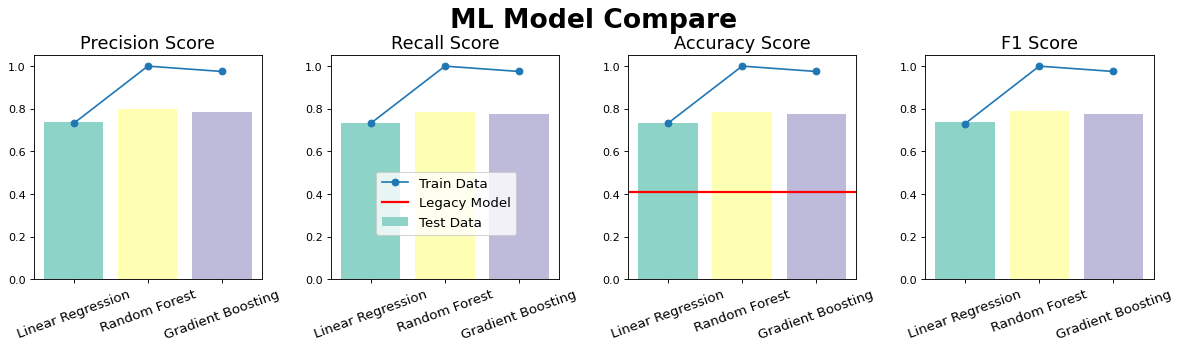 ML Model Compare
Precision Score
1.0
0.8
0.6
0.4
0.2
0.0
Linear Regression
Random Forest
Gradient Boosting
Recall Score
1.0
0.8
0.6
0.4
0.2
0.0
Train Data
Legacy Model
Test Data
Linear Regression
Random Forest
Gradient Boosting
Accuracy Score
1.0
0.8
0.6
0.4
0.2
0.0
Linear Regression
Random Forest
Gradient Boosting
F1 Score
1.0
0.8
0.6
0.4
0.2
0.0
Linear Regression
Random Forest
Gradient Boosting